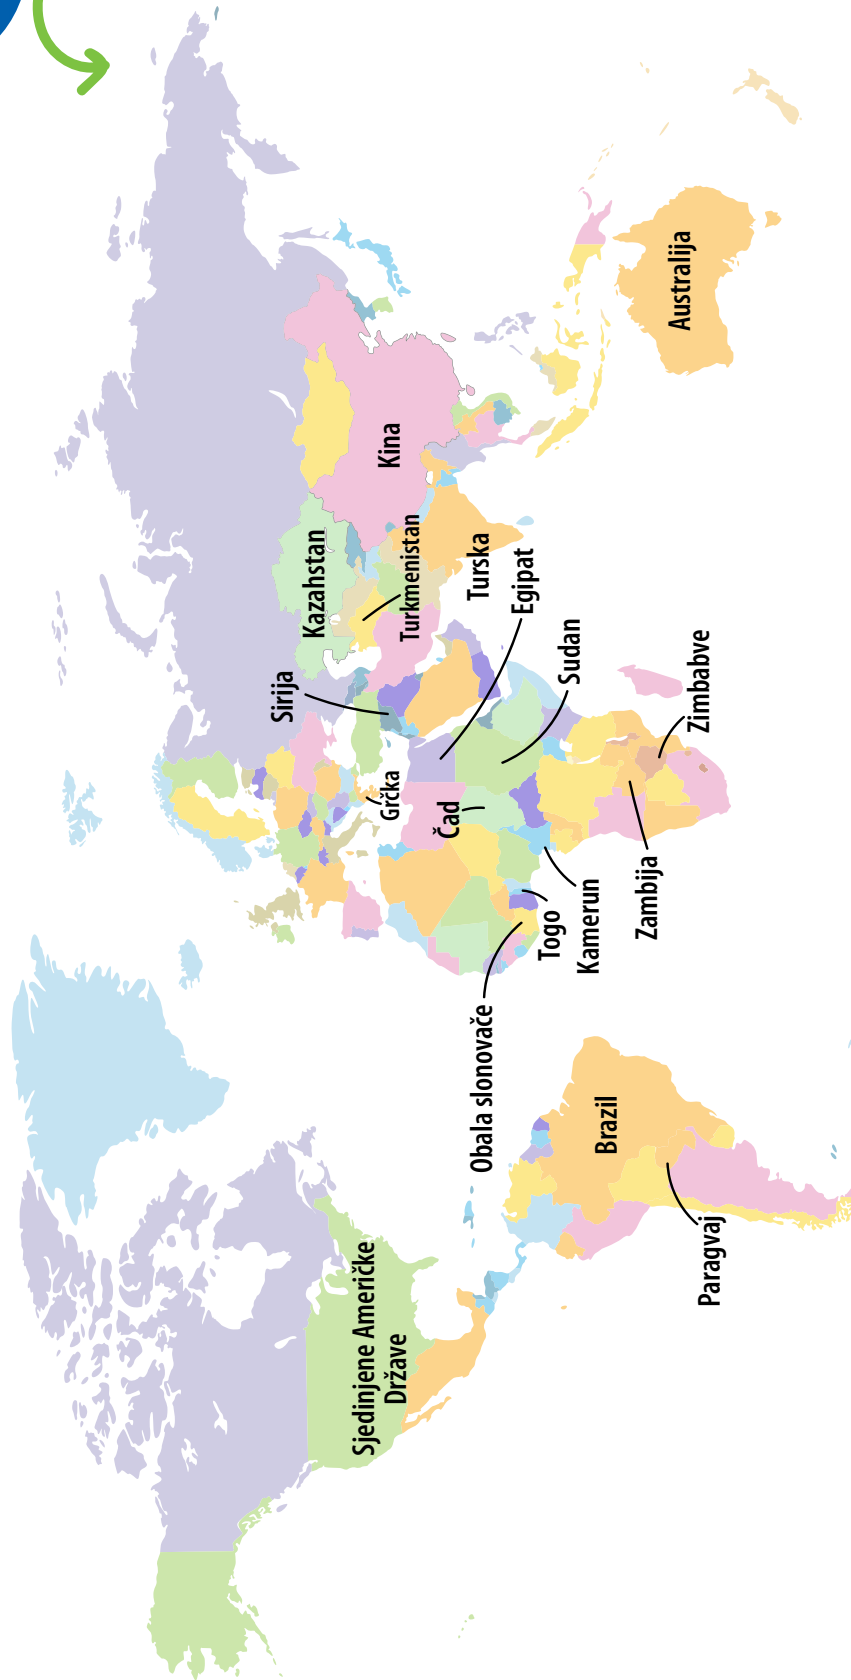 Sjedinjene Američke
Države
Brazil
Paragvaj
Obala slonovače
Togo
Kamerun
Zambija
Zimbabve
Čad
Grčka
Sirija
Sudan
Egipat
Turska
Turkmenistan
Kazahstan
Kina
Australija